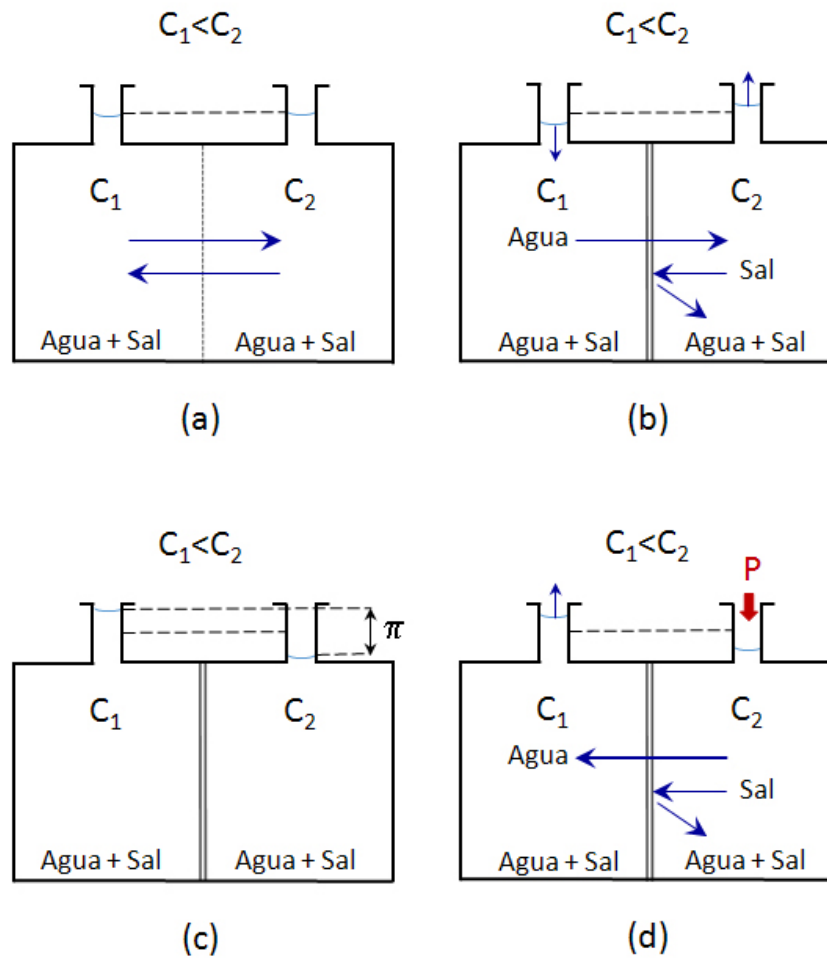 C₁<C₂
C₁
C₂
Agua + Sal
Agua + Sal
(a)
C₁<C₂
C₁
C₂
Agua
Sal
Agua + Sal
Agua + Sal
(b)
C₁<C₂
π
C₁
C₂
Agua + Sal
Agua + Sal
(c)
C₁<C₂
P
C₁
C₂
Agua
Sal
Agua + Sal
Agua + Sal
(d)